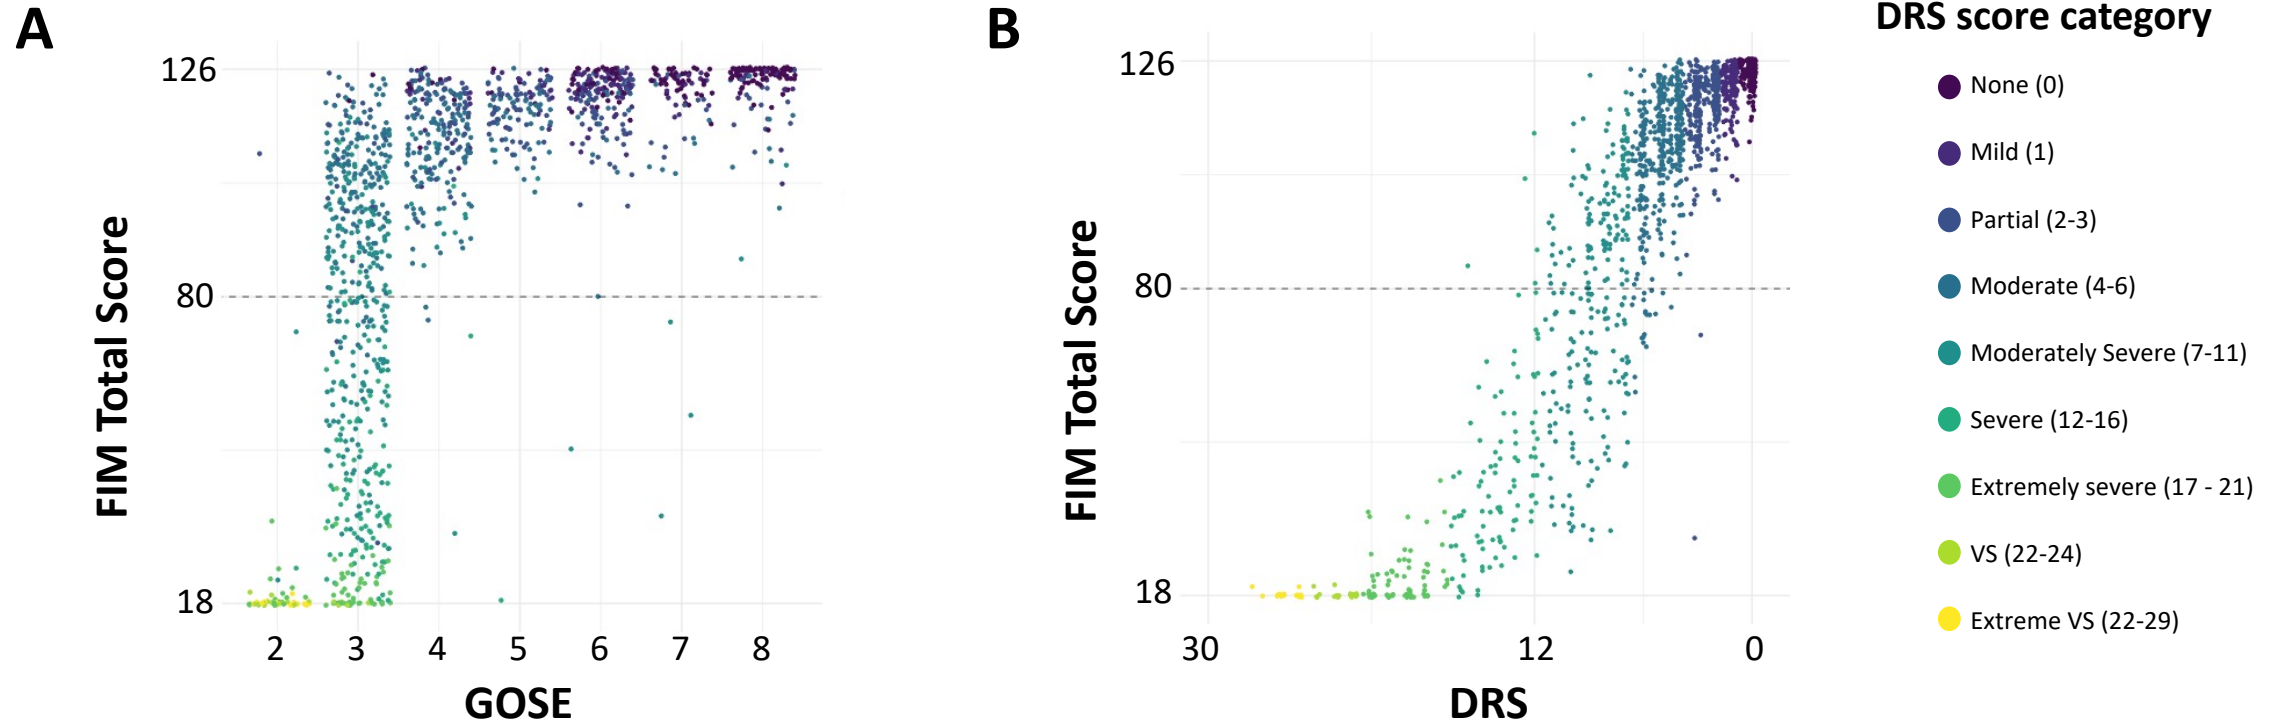 A
126
80
18
FIM Total Score
2 3 4 5 6 7 8
GOSE
B
126
80
18
FIM Total Score
30 12 0
DRS
DRS score category
None (0)
Mild (1)
Partial (2-3)
Moderate (4-6)
Moderately Severe (7-11)
Severe (12-16)
Extremely severe (17 - 21)
VS (22-24)
Extreme VS (22-29)